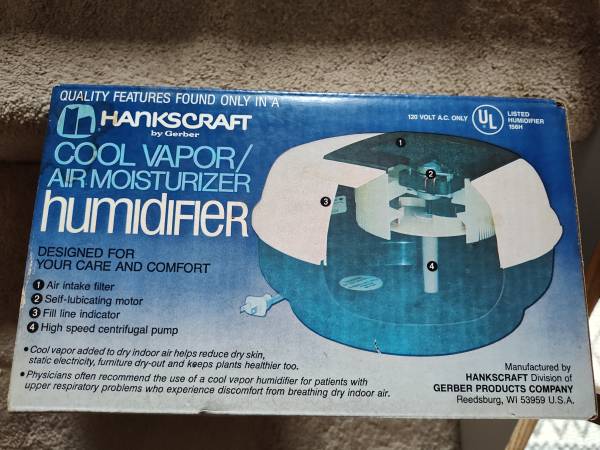 QUALITY FEATURES FOUND ONLY IN A
HANKSCRAFT
by Gerber
COOL VAPOR/
AIR MOISTURIZER
humidifier
DESIGNED FOR
YOUR CARE AND COMFORT
1 Air intake filter
2 Self-lubicating motor
3 Fill line indicator
4 High speed centrifugal pump
• Cool vapor added to dry indoor air helps reduce dry skin,
static electricity, furniture dry-out and keeps plants healthier too.
• Physicians often recommend the use of a cool vapor humidifier for patients with
upper respiratory problems who experience discomfort from breathing dry indoor air.
120 VOLT A.C. ONLY
UL
LISTED
HUMIDIFIER
156H
1
2
3
4
Manufactured by
HANKSCRAFT Division of
GERBER PRODUCTS COMPANY
Reedsburg, WI 53959 U.S.A.